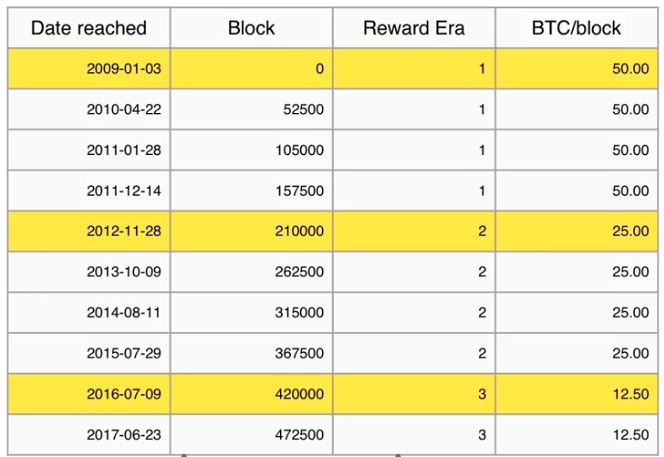 Date reached Block Reward Era BTC/block
2009-01-03 0 1 50.00
2010-04-22 52500 1 50.00
2011-01-28 105000 1 50.00
2011-12-14 157500 1 50.00
2012-11-28 210000 2 25.00
2013-10-09 262500 2 25.00
2014-08-11 315000 2 25.00
2015-07-29 367500 2 25.00
2016-07-09 420000 3 12.50
2017-06-23 472500 3 12.50